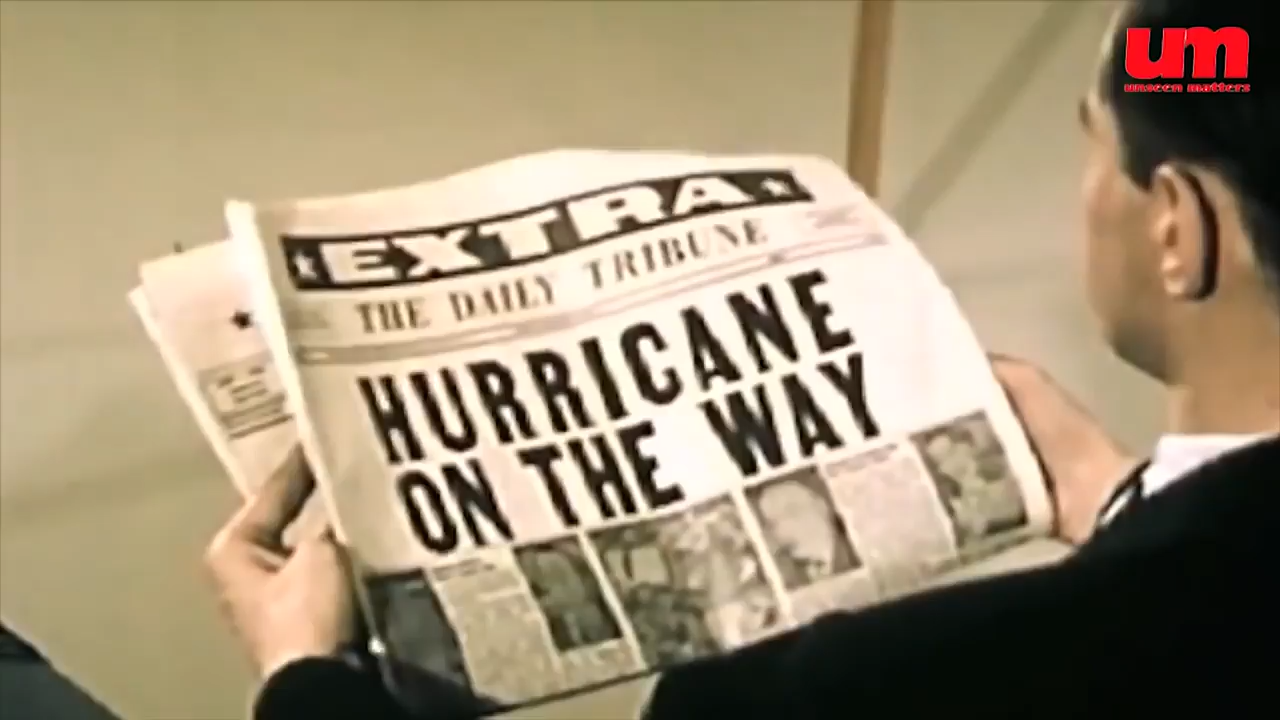 um
unseen matters
EXTRA
THE DAILY TRIBUNE
HURRICANE
ON THE WAY